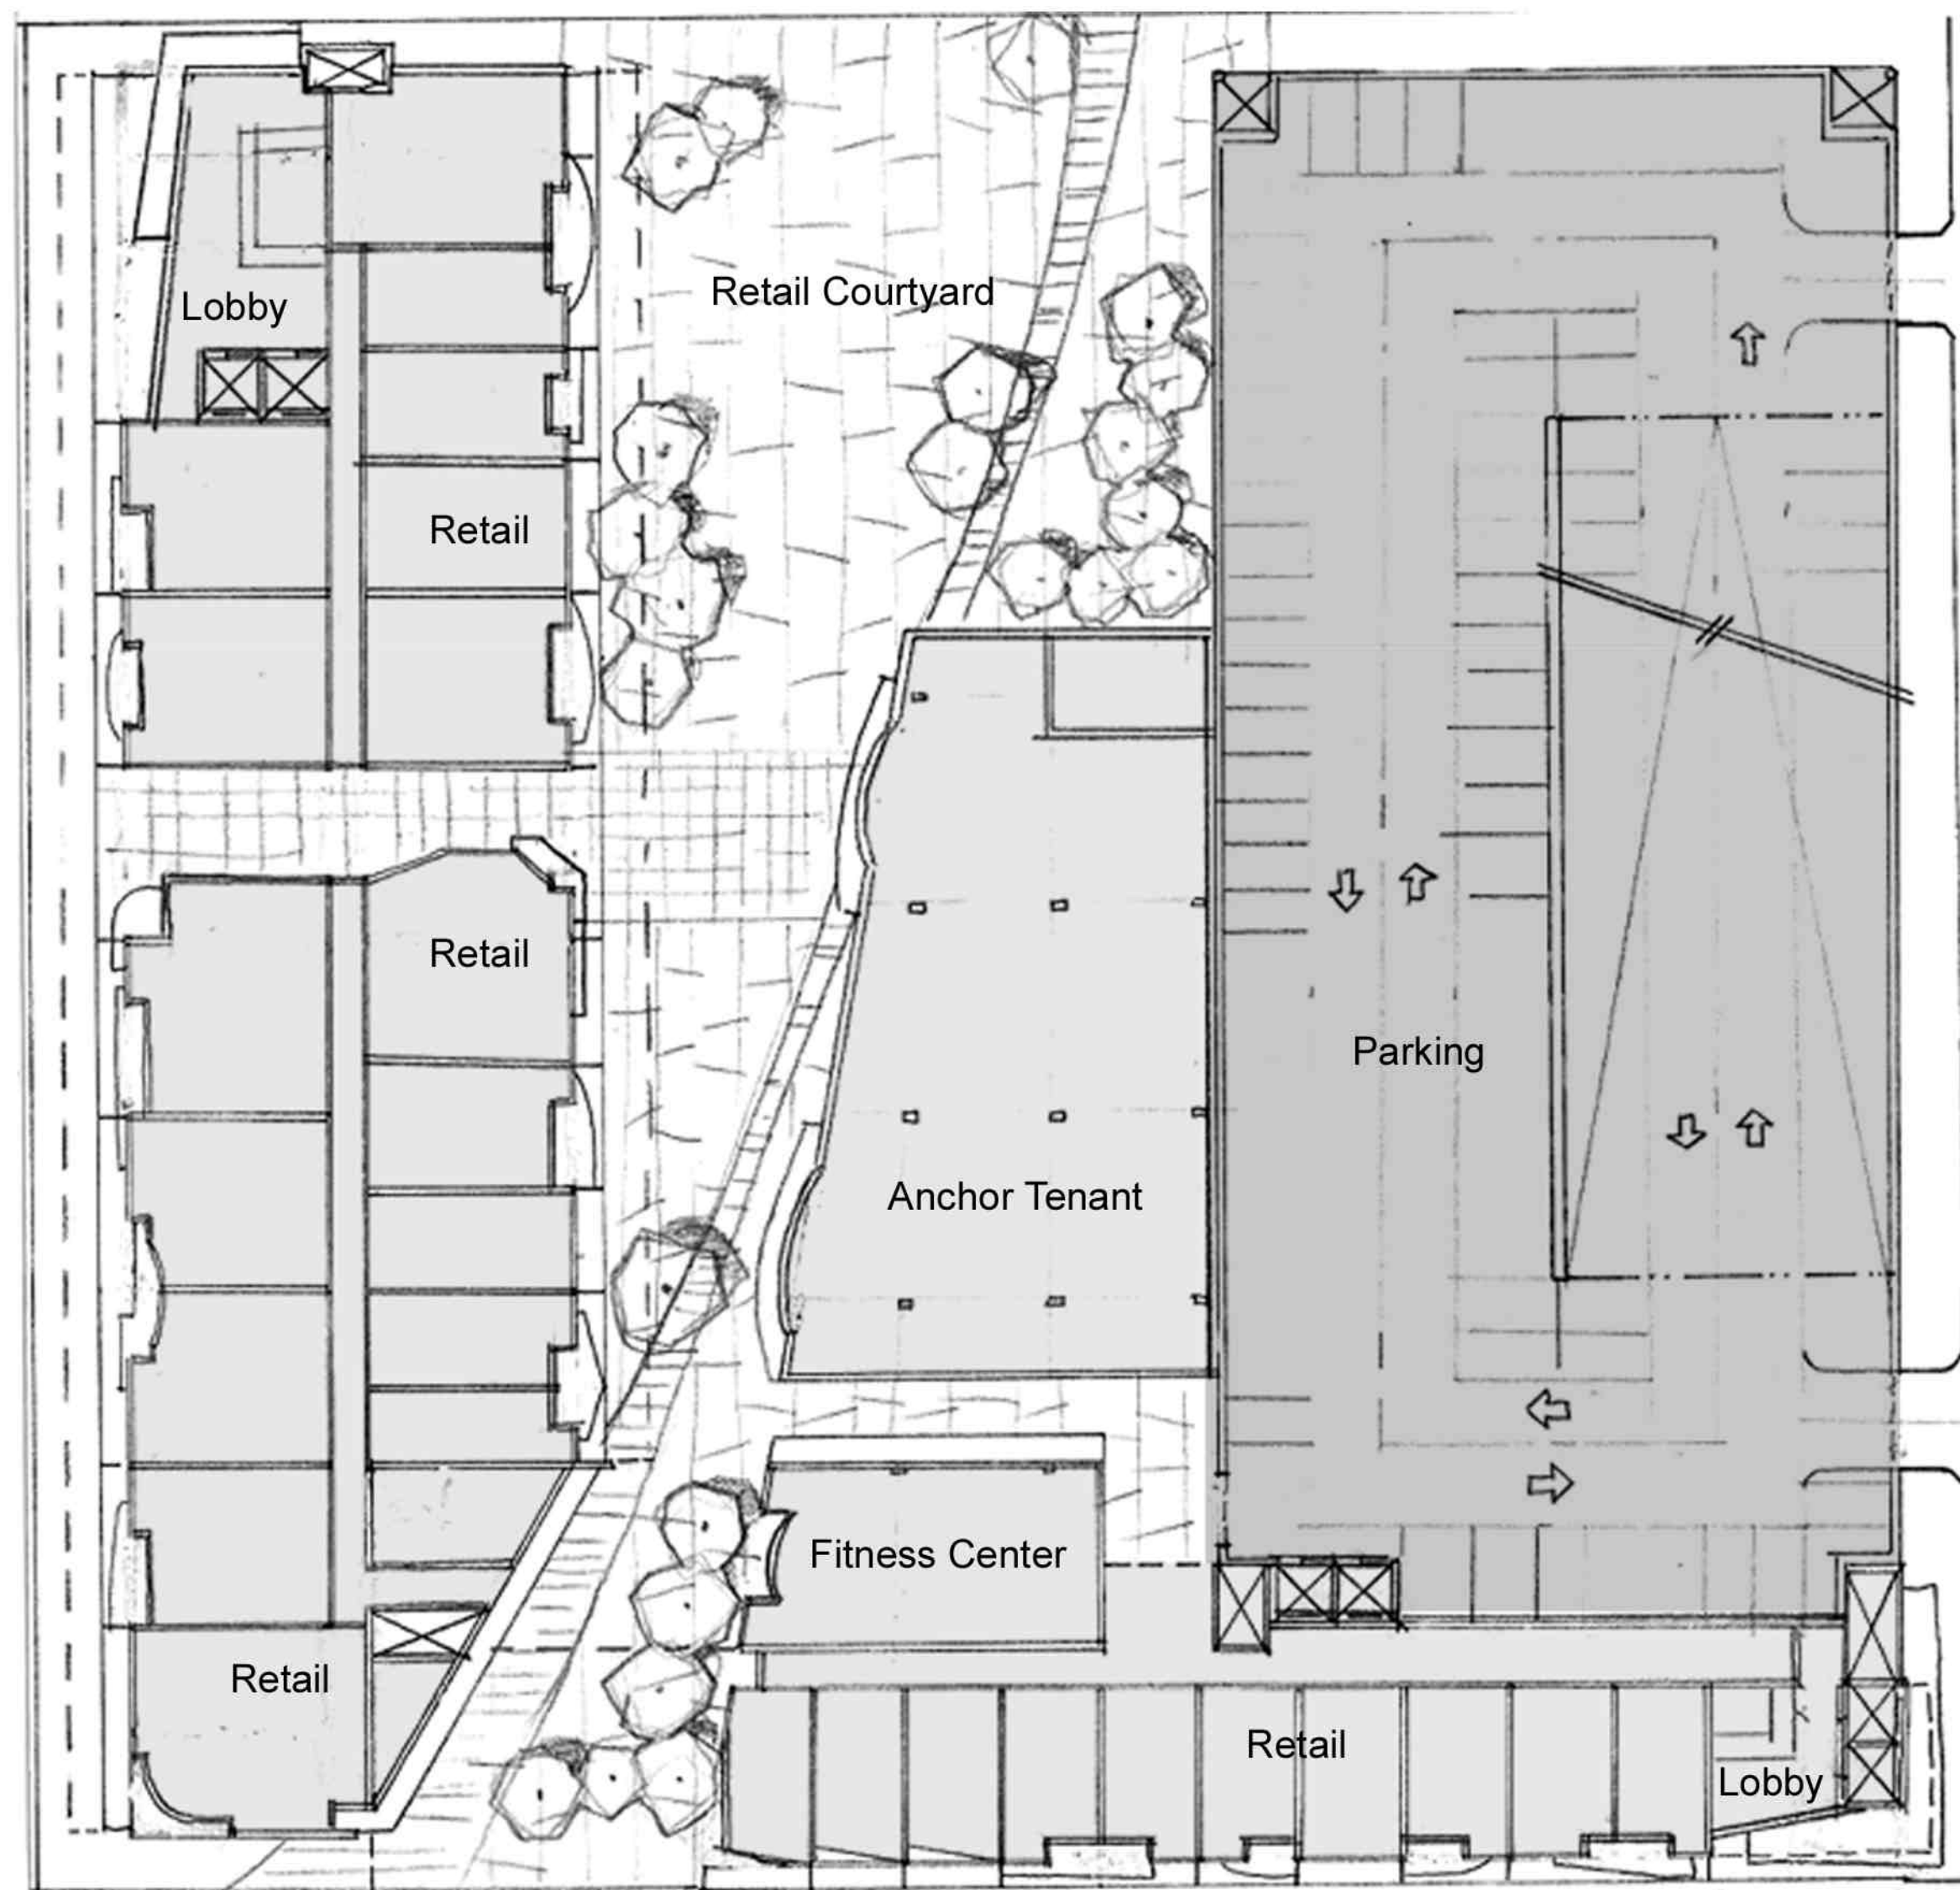 Retail Courtyard
Lobby
Retail
Retail
Parking
Anchor Tenant
Fitness Center
Retail
Retail
Lobby